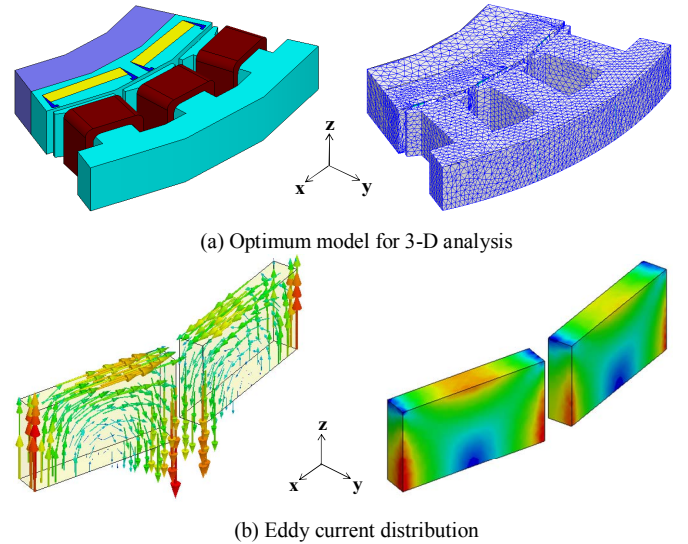 z
x
y
(a) Optimum model for 3-D analysis
z
x
y
(b) Eddy current distribution